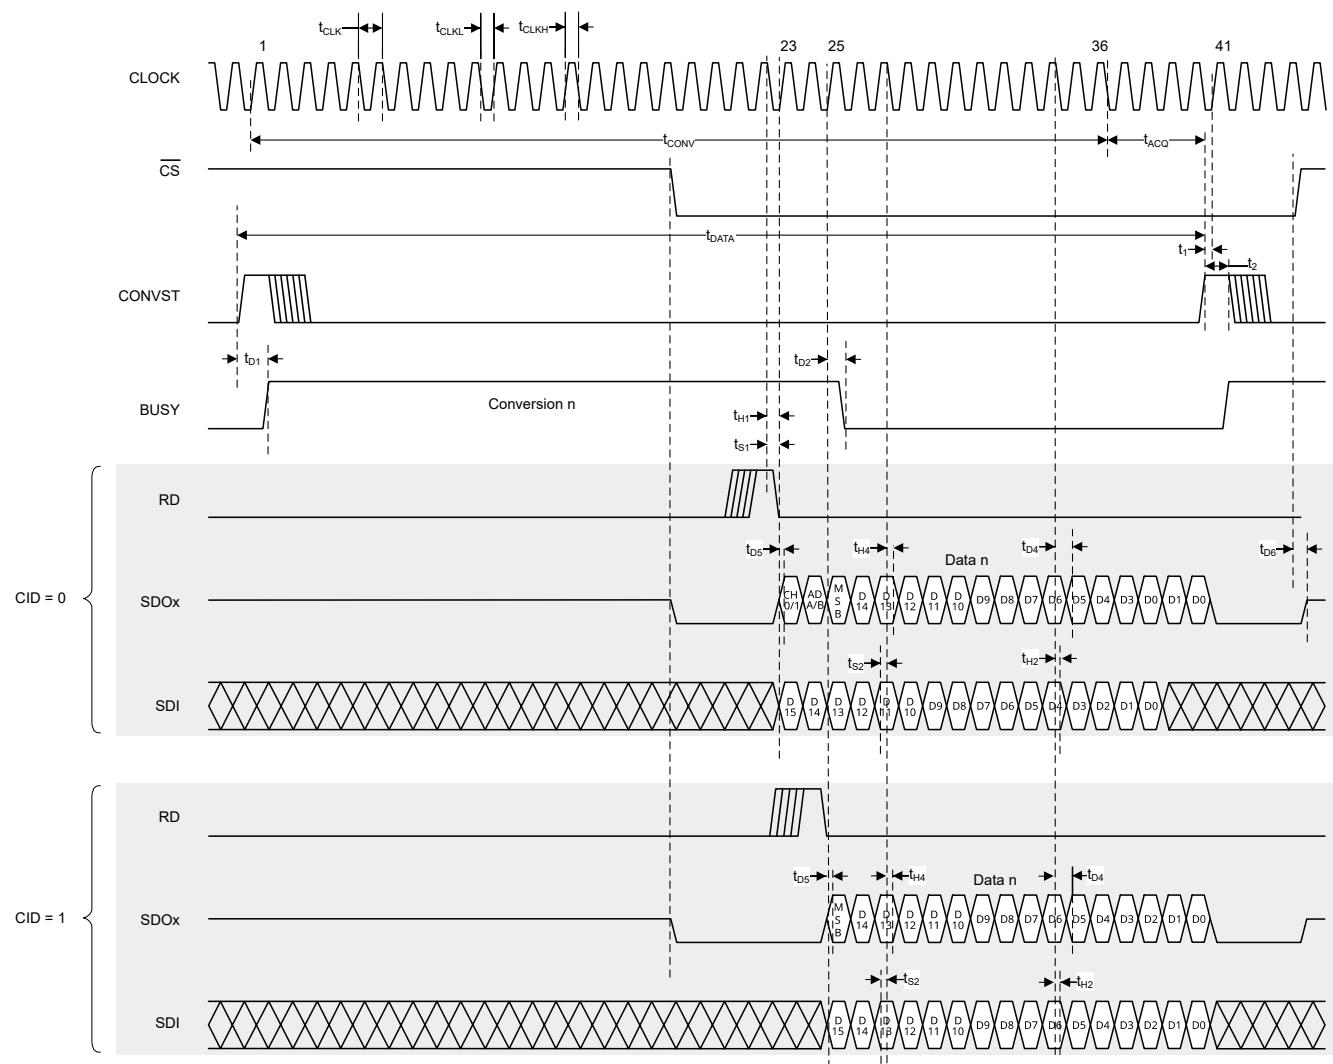 tCLK
tCLKL
tCLKH
1
23
25
36
41
CLOCK
tCONV
tACQ
CS
tDATA
t1
t2
CONVST
tD1
tD2
BUSY
Conversion n
tH1
tS1
CID = 0
RD
tD5
tH4
Data n
tD4
tD6
SDOx
CH 0/1
AD A/B
MSB
D14
D13
D12
D11
D10
D9
D8
D7
D6
D5
D4
D3
D0
D1
D0
tS2
tH2
SDI
D15
D14
D13
D12
D11
D10
D9
D8
D7
D6
D5
D4
D3
D2
D1
D0
CID = 1
RD
tD5
tH4
Data n
tD4
SDOx
MSB
D14
D13
D12
D11
D10
D9
D8
D7
D6
D5
D4
D3
D2
D1
D0
tS2
tH2
SDI
D15
D14
D13
D12
D11
D10
D9
D8
D7
D6
D5
D4
D3
D2
D1
D0